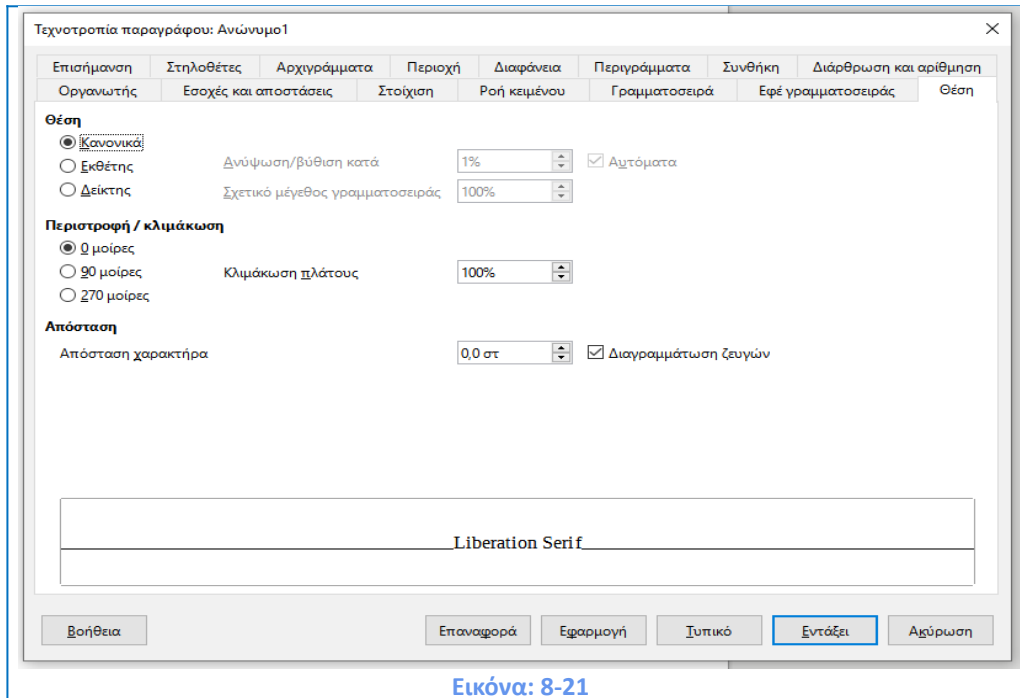 Τεχνοτροπία παραγράφου: Ανώνυμο1
Επισήμανση Στηλοθέτες Αρχιγράμματα Περιοχή Διαφάνεια Περιγράμματα Συνθήκη Διάρθρωση και αρίθμηση
Οργανωτής Εσοχές και αποστάσεις Στοίχιση Ροή κειμένου Γραμματοσειρά Εφέ γραμματοσειράς Θέση
Θέση
Κανονικά
Εκθέτης Ανύψωση/βύθιση κατά 1% Αυτόματα
Δείκτης Σχετικό μέγεθος γραμματοσειράς 100%
Περιστροφή / κλιμάκωση
0 μοίρες
90 μοίρες Κλιμάκωση πλάτους 100%
270 μοίρες
Απόσταση
Απόσταση χαρακτήρα 0,0 στ Διαγραμμάτωση ζευγών
Liberation Serif
Βοήθεια Επαναφορά Εφαρμογή Τυπικό Εντάξει Ακύρωση
Εικόνα: 8-21